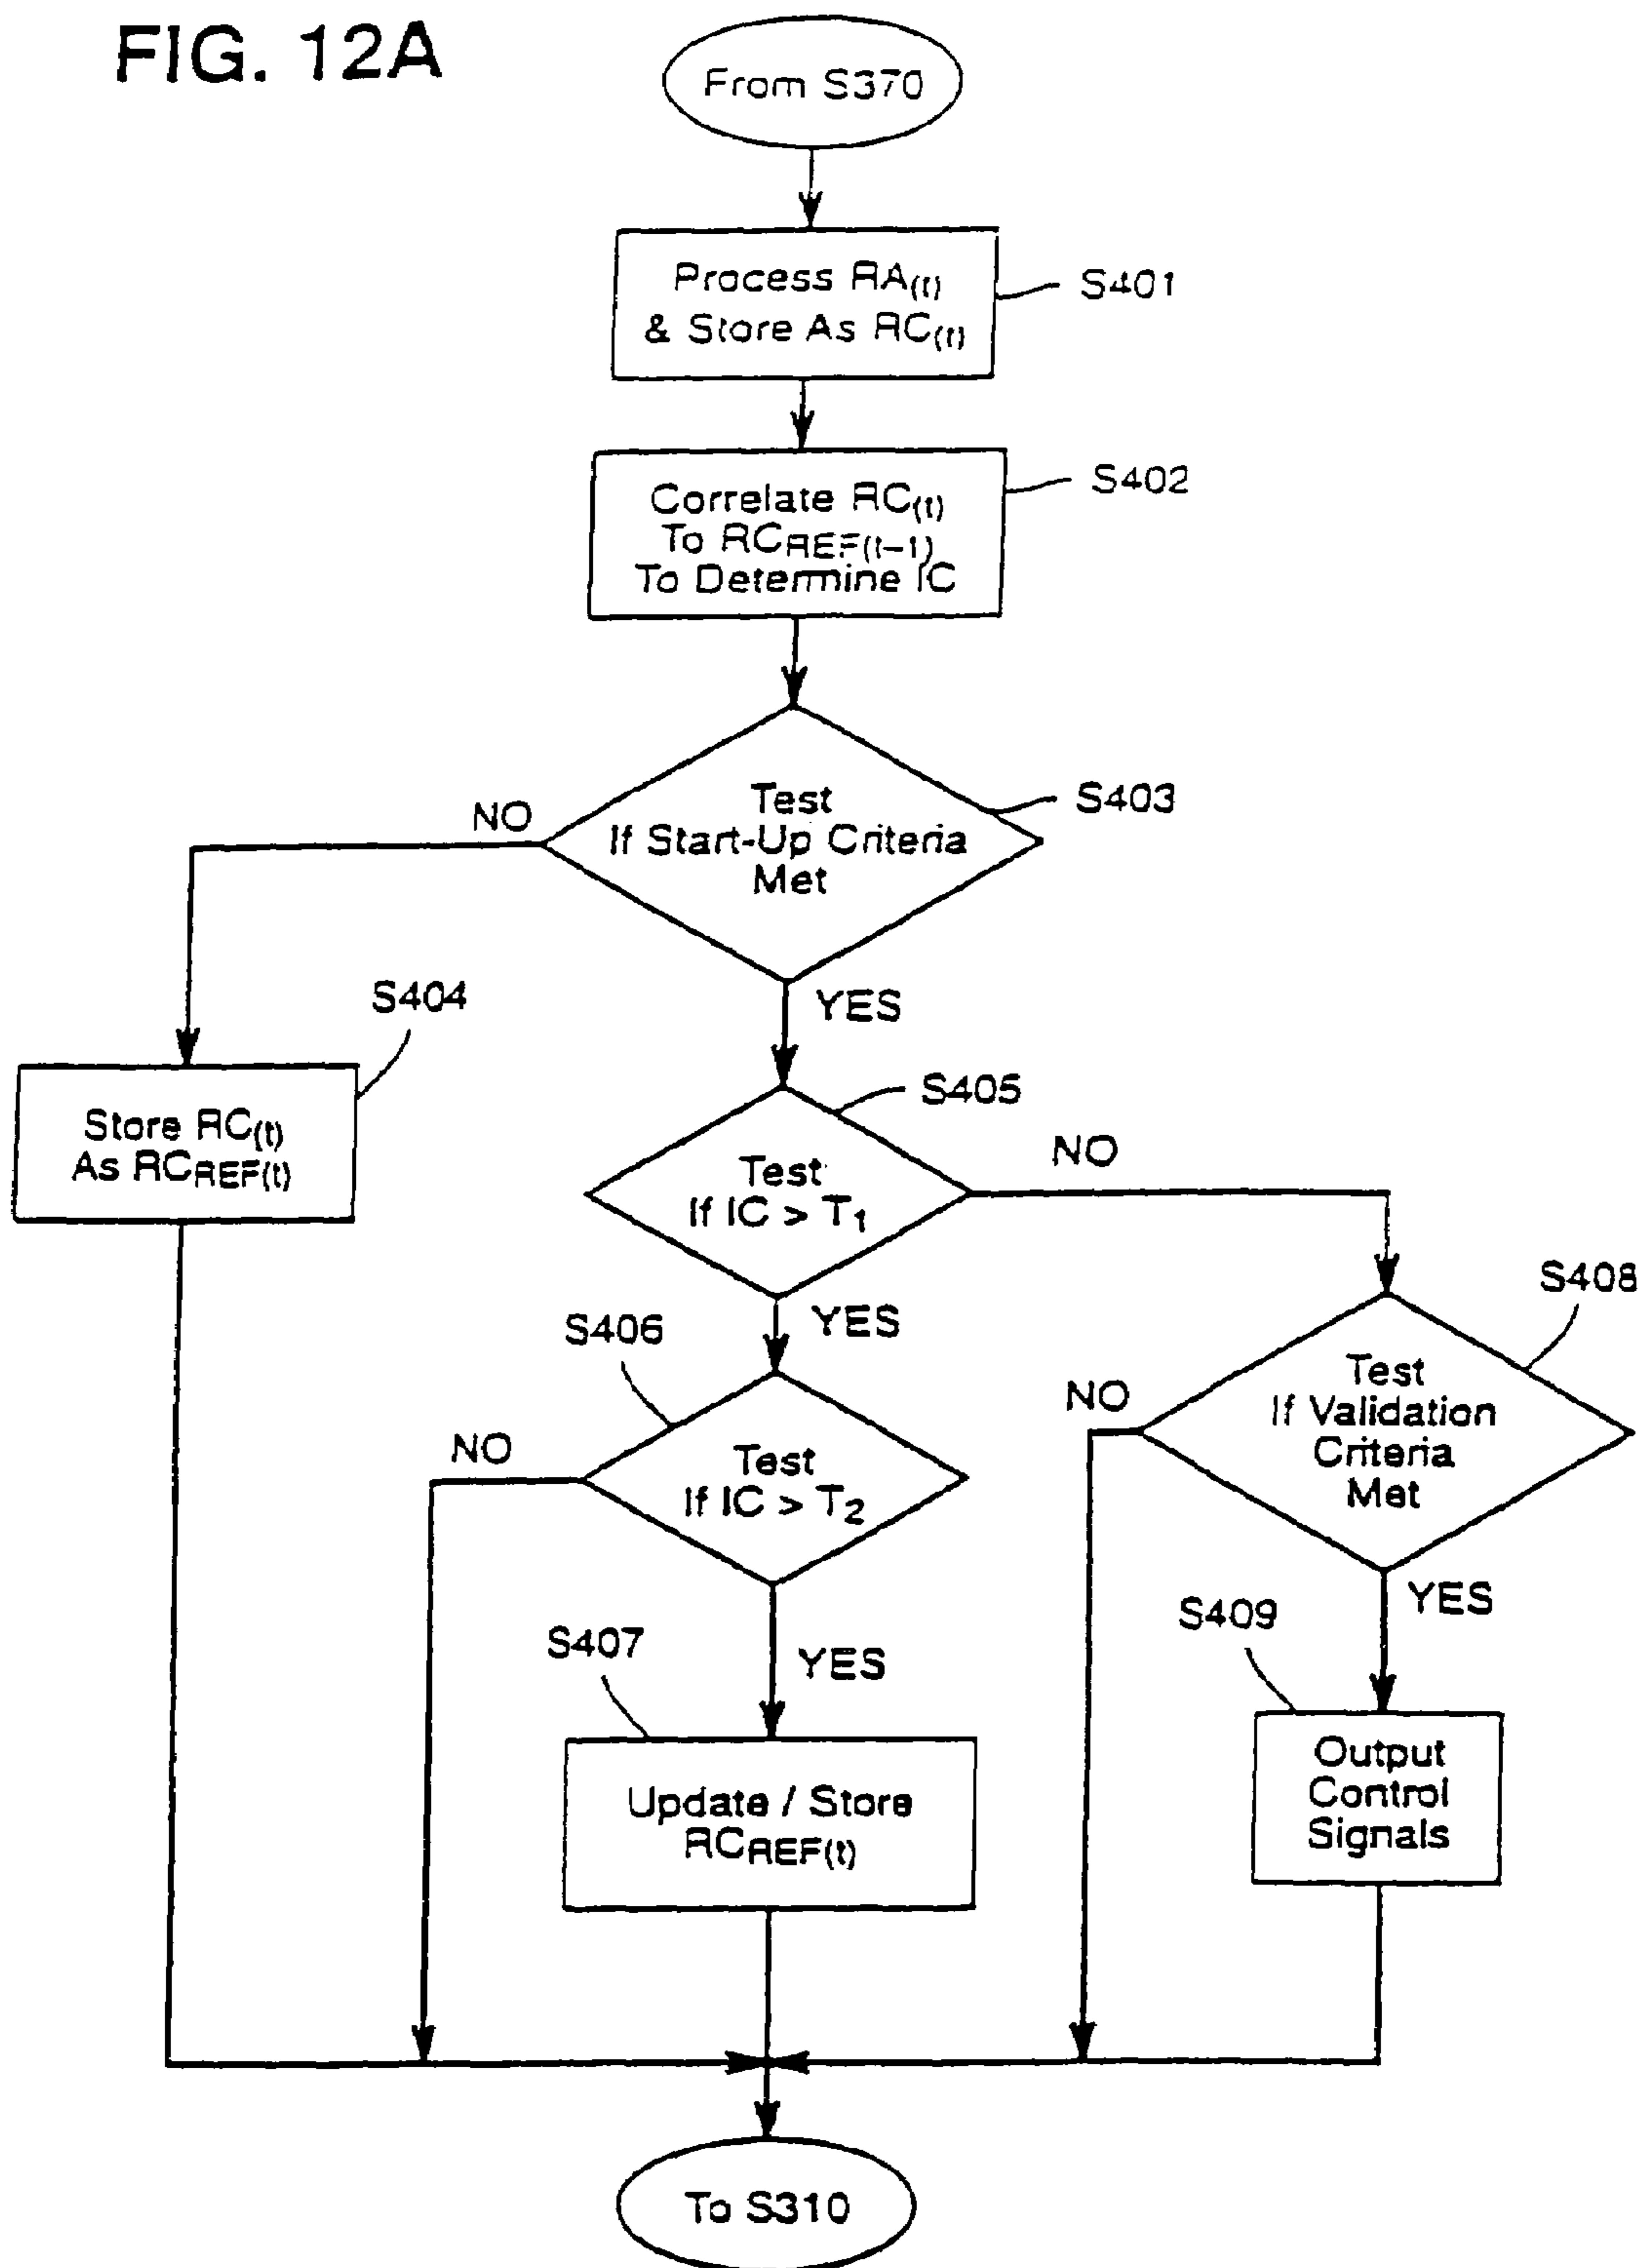 FIG. 12A
From S370
Process RA(t)
& Store As RC(t)
S401
Correlate RC(t)
To RCREF(t-1)
To Determine IC
S402
Test
If Start-Up Criteria
Met
S403
NO
YES
S404
Store RC(t)
As RCREF(t)
S405
Test
If IC > T1
NO
YES
S406
Test
If IC > T2
NO
YES
S408
Test
If Validation
Criteria
Met
NO
YES
S407
Update / Store
RCREF(t)
S409
Output
Control
Signals
To S310